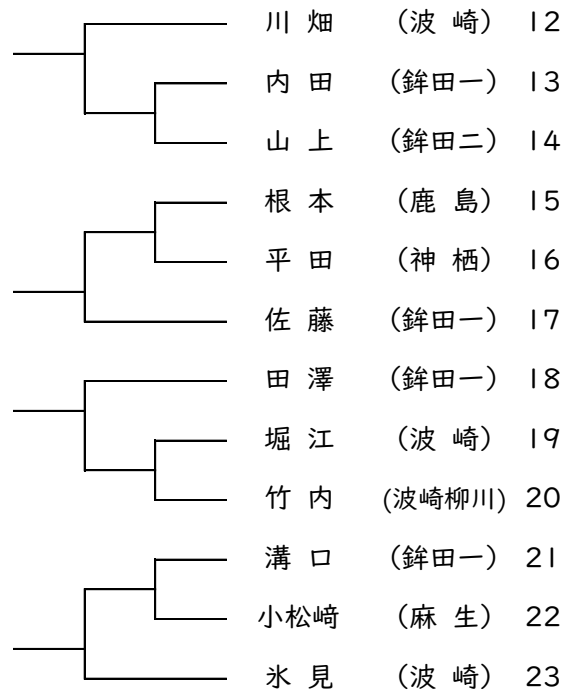 川 畑 （波 崎） 12
内 田 （鉾田一） 13
山 上 （鉾田二） 14
根 本 （鹿 島） 15
平 田 （神 栖） 16
佐 藤 （鉾田一） 17
田 澤 （鉾田一） 18
堀 江 （波 崎） 19
竹 内 (波崎柳川) 20
溝 口 （鉾田一） 21
小松﨑 （麻 生） 22
氷 見 （波 崎） 23